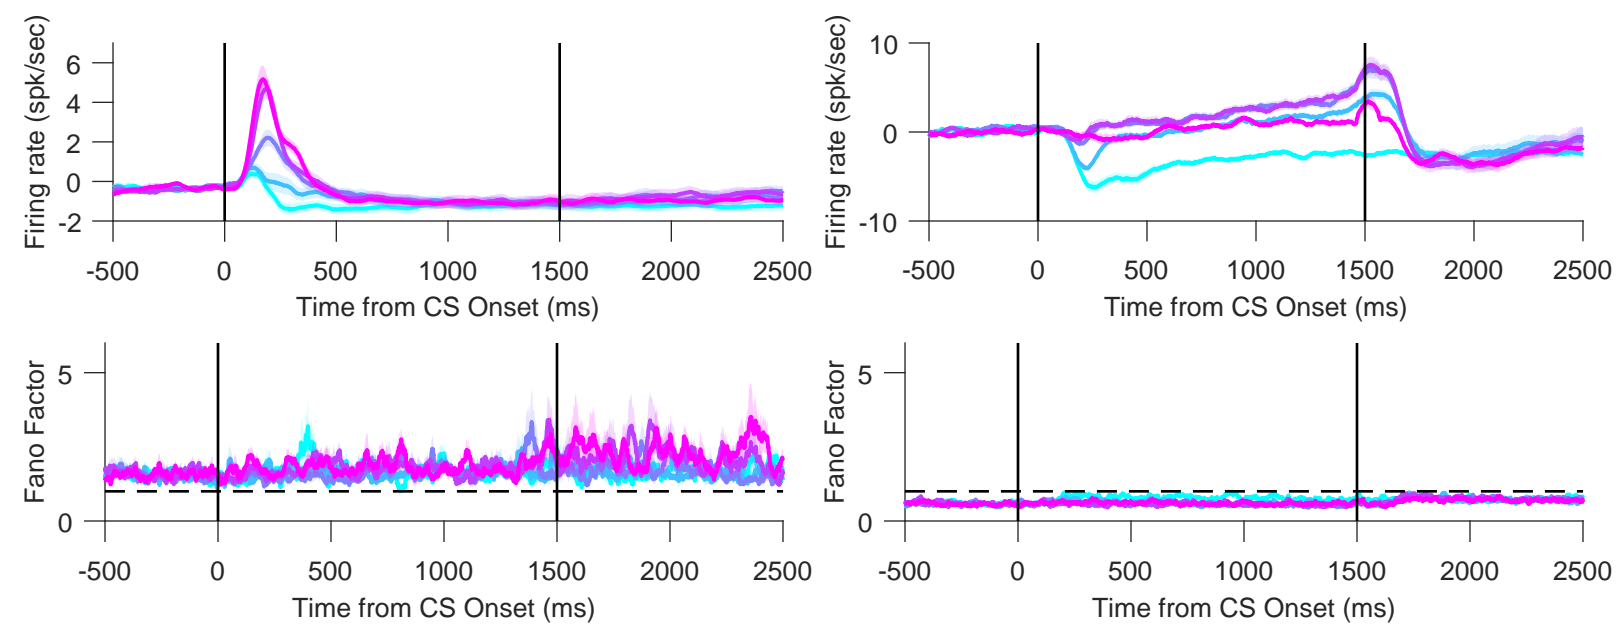 Firing rate (spk/sec)
6
4
2
0
-2
-500 0 500 1000 1500 2000 2500
Time from CS Onset (ms)
Firing rate (spk/sec)
10
0
-10
-500 0 500 1000 1500 2000 2500
Time from CS Onset (ms)
Fano Factor
5
0
-500 0 500 1000 1500 2000 2500
Time from CS Onset (ms)
Fano Factor
5
0
-500 0 500 1000 1500 2000 2500
Time from CS Onset (ms)